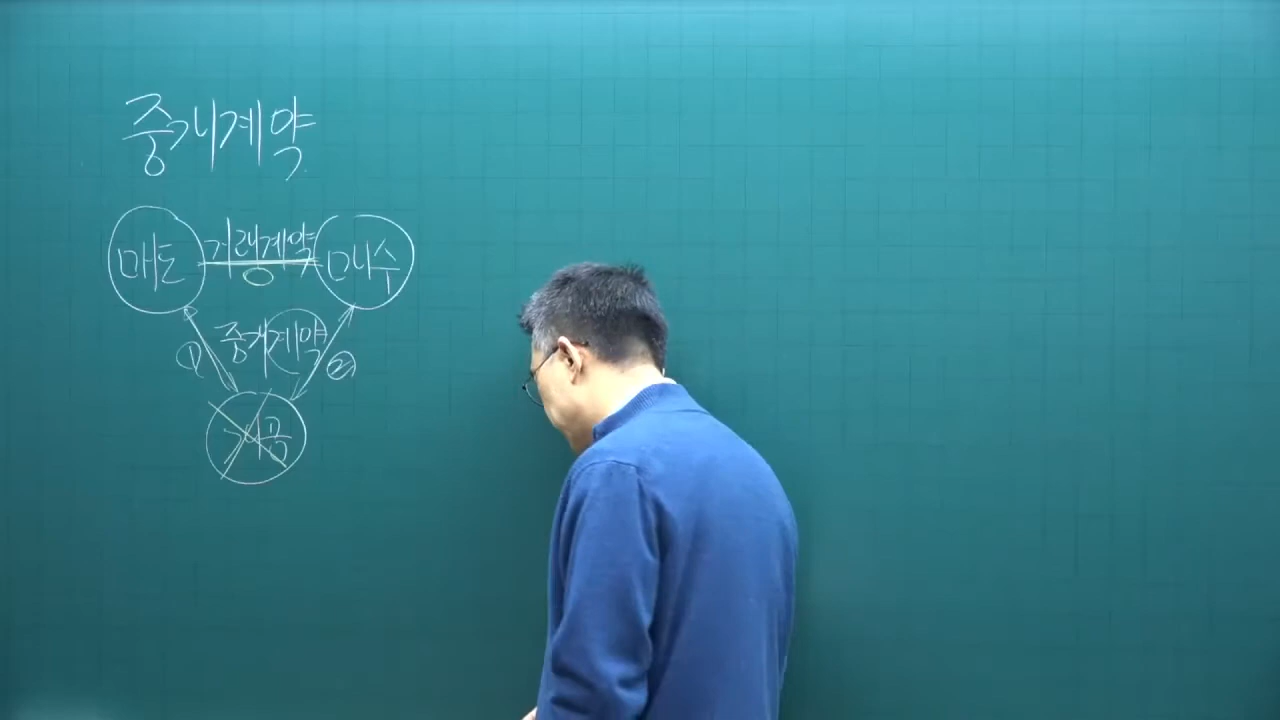 중개계약
매도 거래계약 매수
① 중개계약 ②
개공